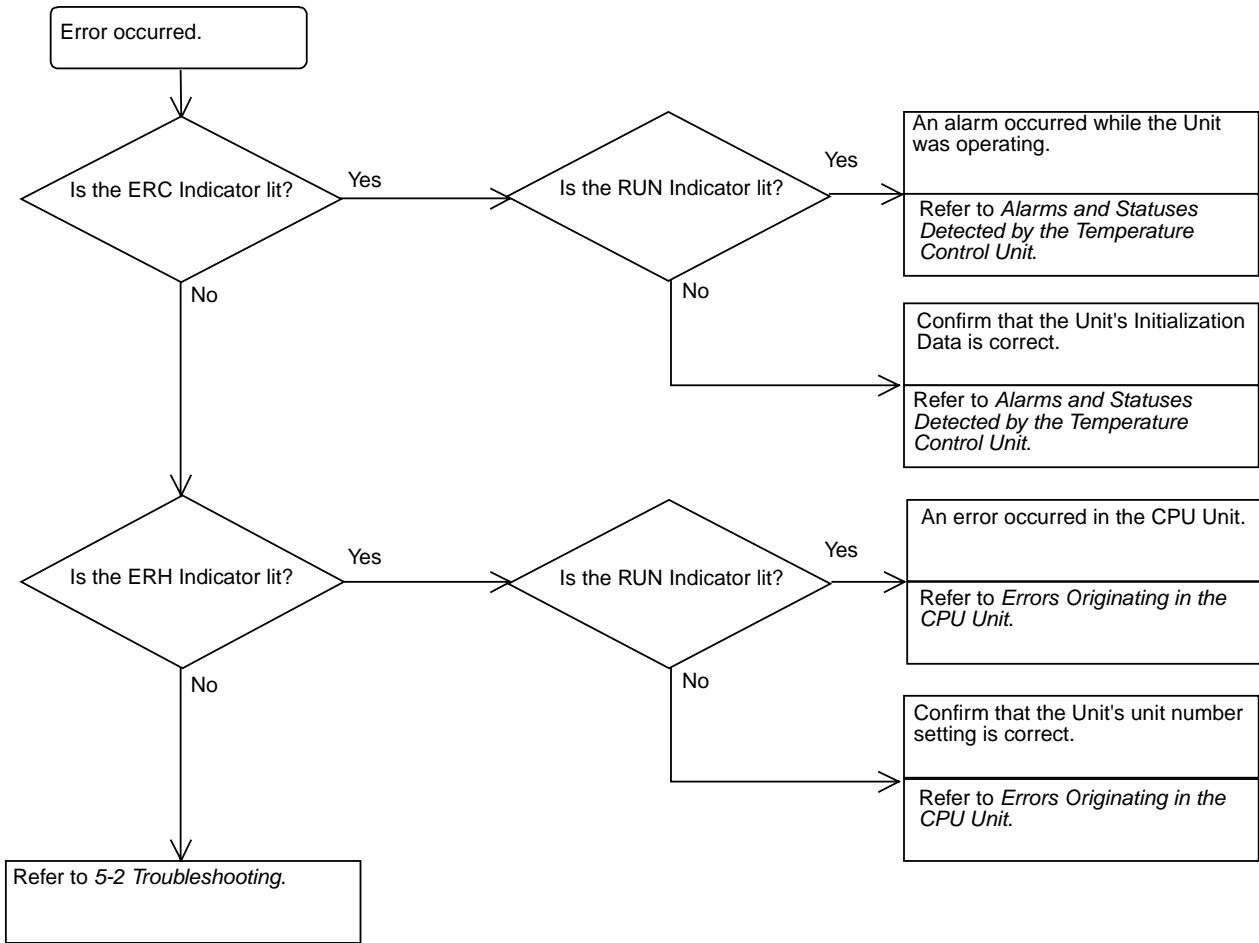 Error occurred.
Is the ERC Indicator lit?
Yes
Is the RUN Indicator lit?
Yes
An alarm occurred while the Unit
was operating.
Refer to Alarms and Statuses
Detected by the Temperature
Control Unit.
No
No
Confirm that the Unit's Initialization
Data is correct.
Refer to Alarms and Statuses
Detected by the Temperature
Control Unit.
Is the ERH Indicator lit?
Yes
Is the RUN Indicator lit?
Yes
An error occurred in the CPU Unit.
Refer to Errors Originating in the
CPU Unit.
No
No
Confirm that the Unit's unit number
setting is correct.
Refer to Errors Originating in the
CPU Unit.
Refer to 5-2 Troubleshooting.